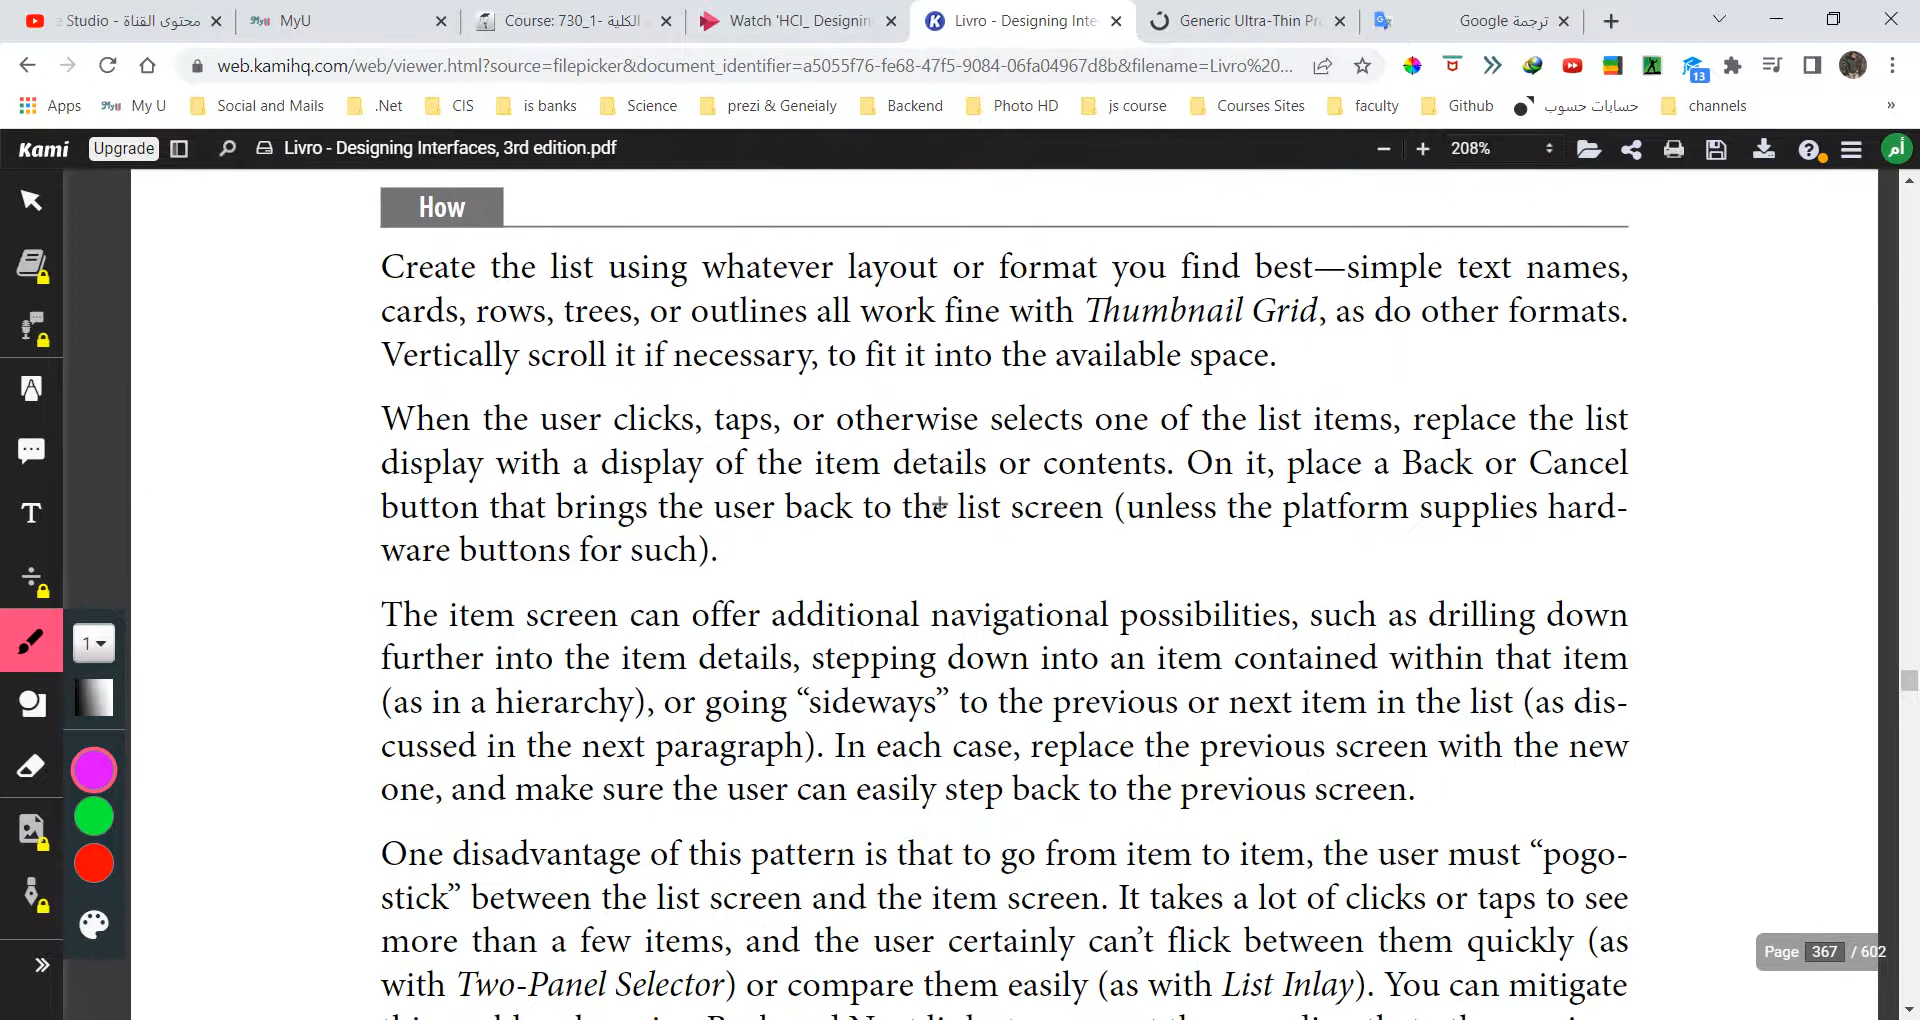 e Studio - محتوى القناة
MyU
MyU
Course: 730_1- الكلية
Watch 'HCI_ Designin
Livro - Designing Inte
Generic Ultra-Thin Pr
ترجمة Google
web.kamihq.com/web/viewer.html?source=filepicker&document_identifier=a5055f76-fe68-47f5-9084-06fa04967d8b&filename=Livro%20...
13
Apps
MyU
My U
Social and Mails
.Net
CIS
is banks
Science
prezi & Geneialy
Backend
Photo HD
js course
Courses Sites
faculty
Github
حسابات حسوب
channels
»
Kami
Upgrade
Livro - Designing Interfaces, 3rd edition.pdf
208%
أم
How
Create the list using whatever layout or format you find best—simple text names,
cards, rows, trees, or outlines all work fine with Thumbnail Grid, as do other formats.
Vertically scroll it if necessary, to fit it into the available space.
When the user clicks, taps, or otherwise selects one of the list items, replace the list
display with a display of the item details or contents. On it, place a Back or Cancel
button that brings the user back to the list screen (unless the platform supplies hard-
ware buttons for such).
1
The item screen can offer additional navigational possibilities, such as drilling down
further into the item details, stepping down into an item contained within that item
(as in a hierarchy), or going “sideways” to the previous or next item in the list (as dis-
cussed in the next paragraph). In each case, replace the previous screen with the new
one, and make sure the user can easily step back to the previous screen.
One disadvantage of this pattern is that to go from item to item, the user must “pogo-
stick” between the list screen and the item screen. It takes a lot of clicks or taps to see
more than a few items, and the user certainly can’t flick between them quickly (as
with Two-Panel Selector) or compare them easily (as with List Inlay). You can mitigate
Page 367 / 602